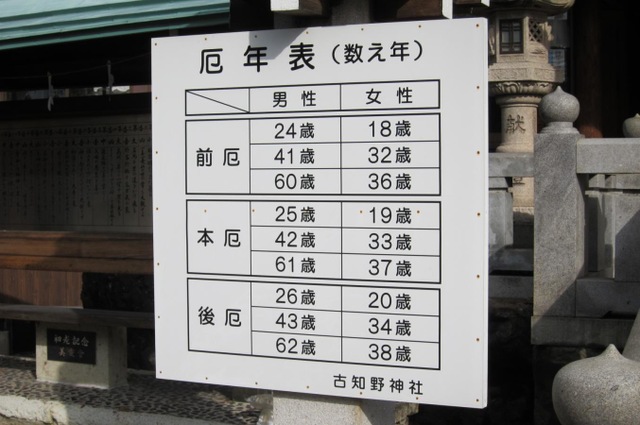 厄年表(数え年)
男性 女性
前厄 24歳 18歳
41歳 32歳
60歳 36歳
本厄 25歳 19歳
42歳 33歳
61歳 37歳
後厄 26歳 20歳
43歳 34歳
62歳 38歳
古知野神社
献